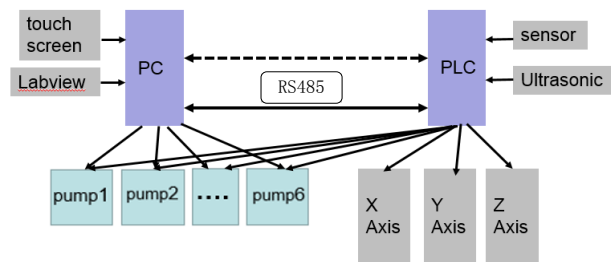 touch
screen
Labview
PC
RS485
PLC
sensor
Ultrasonic
pump1
pump2
....
pump6
X
Axis
Y
Axis
Z
Axis